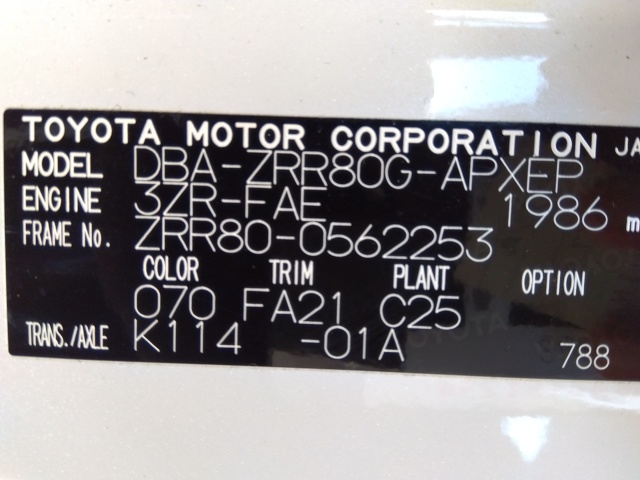 TOYOTA MOTOR CORPORATION JA
MODEL DBA-ZRR80G-APXEP
ENGINE 3ZR-FAE 1986 m
FRAME No. ZRR80-0562253
COLOR TRIM PLANT OPTION
070 FA21 C25
TRANS./AXLE K114 -01A 788